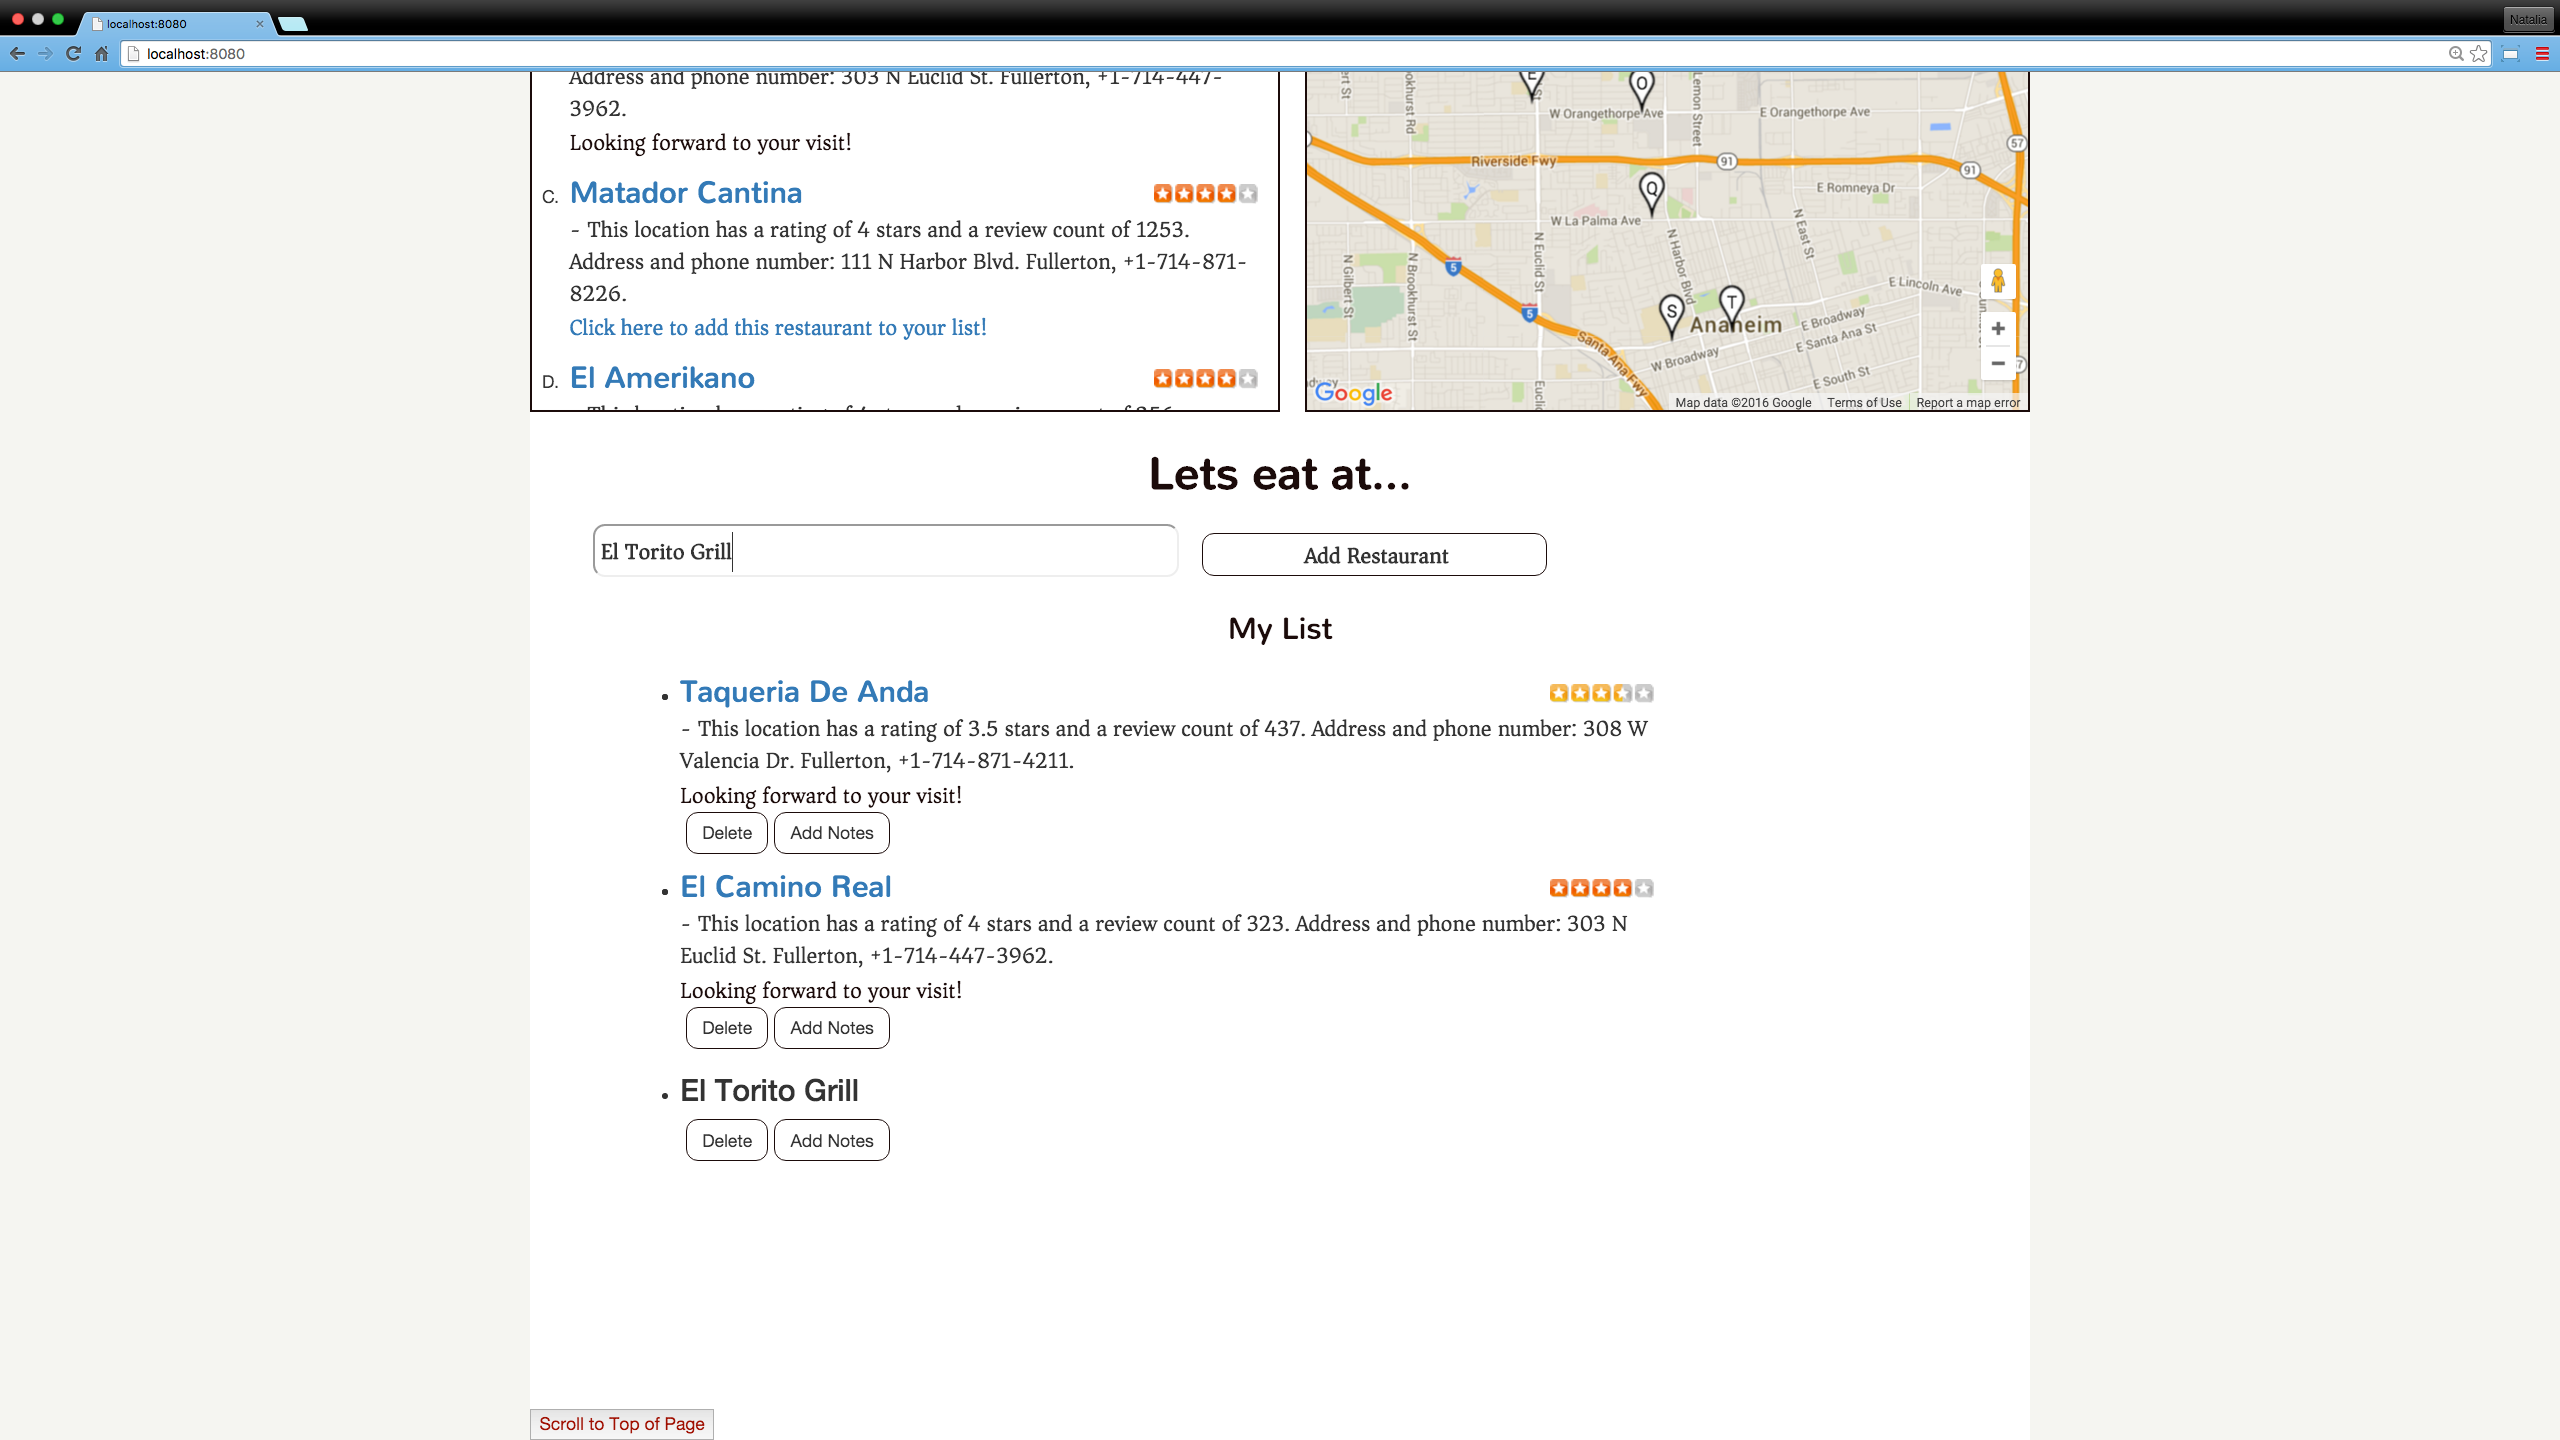 localhost:8080
Natalia
localhost:8080
Address and phone number: 303 N Euclid St. Fullerton, +1-714-447-
3962.
Looking forward to your visit!
C. Matador Cantina
- This location has a rating of 4 stars and a review count of 1253.
Address and phone number: 111 N Harbor Blvd. Fullerton, +1-714-871-
8226.
Click here to add this restaurant to your list!
D. El Amerikano
E
O
W Orangethorpe Ave
E Orangethorpe Ave
Lemon Street
57
Riverside Fwy
91
91
Q
E Romneya Dr
W La Palma Ave
N East St
N Euclid St
N Harbor Blvd
N Gilbert St
N Brookhurst St
5
5
E Lincoln Ave
S
T
Anaheim
E Broadway
E Santa Ana St
Santa Ana Fwy
W Broadway
E South St
Google
Map data ©2016 Google
Terms of Use
Report a map error
Lets eat at...
El Torito Grill
Add Restaurant
My List
• Taqueria De Anda
- This location has a rating of 3.5 stars and a review count of 437. Address and phone number: 308 W
Valencia Dr. Fullerton, +1-714-871-4211.
Looking forward to your visit!
Delete Add Notes
• El Camino Real
- This location has a rating of 4 stars and a review count of 323. Address and phone number: 303 N
Euclid St. Fullerton, +1-714-447-3962.
Looking forward to your visit!
Delete Add Notes
• El Torito Grill
Delete Add Notes
Scroll to Top of Page